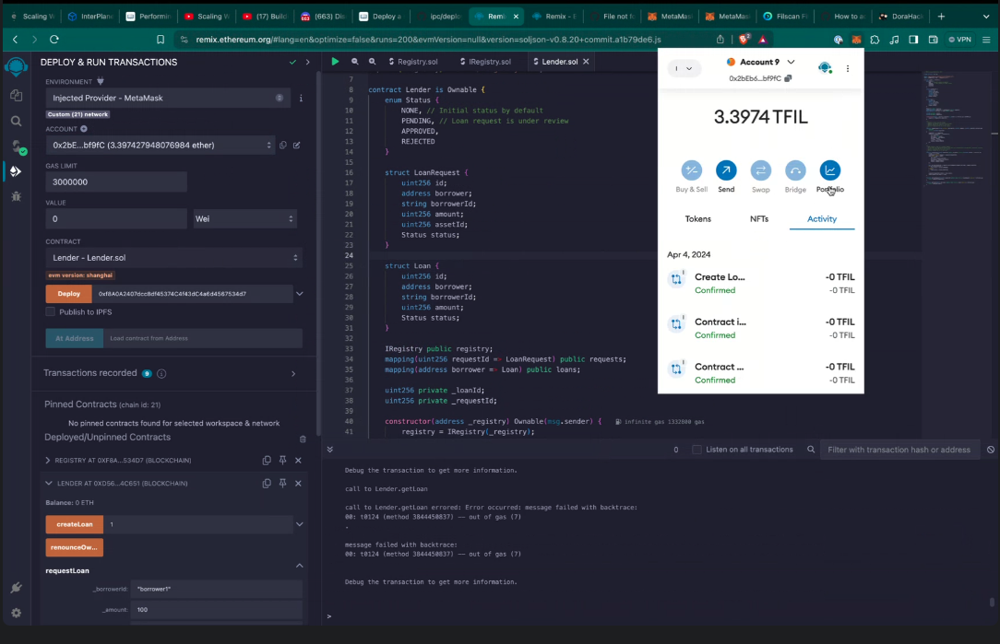 Scaling W
InterPlane
Performin
Scaling W
(17) Build
(663) Di
Deploy a
ipc/deplo
Remix
Remix - E
File not f
MetaMask
MetaMask
Filscan F
How to a
DoraHack
remix.ethereum.org/#lang=en&optimize=false&runs=200&evmVersion=null&version=soljson-v0.8.20+commit.a1b79de6.js
VPN
DEPLOY & RUN TRANSACTIONS
Registry.sol
IRegistry.sol
Lender.sol
ENVIRONMENT
Injected Provider - MetaMask
Custom (21) network
ACCOUNT
0x2bE...bf9fC (3.397427948076984 ether)
GAS LIMIT
3000000
VALUE
0
Wei
CONTRACT
Lender - Lender.sol
evm version: shanghai
Deploy
0xf8A0A2407dcc6df45374C4f43dC4a6d4567534d7
Publish to IPFS
At Address
Load contract from Address
Transactions recorded 9
Pinned Contracts (chain id: 21)
No pinned contracts found for selected workspace & network
Deployed/Unpinned Contracts
REGISTRY AT 0XF8A...534D7 (BLOCKCHAIN)
LENDER AT 0XD56...4C651 (BLOCKCHAIN)
Balance: 0 ETH
createLoan
1
renounceOw...
requestLoan
_borrowerId:
"borrower1"
_amount:
100
7
8 contract Lender is Ownable {
9 enum Status {
10 NONE, // Initial status by default
11 PENDING, // Loan request is under review
12 APPROVED,
13 REJECTED
14 }
15
16 struct LoanRequest {
17 uint256 id;
18 address borrower;
19 string borrowerId;
20 uint256 amount;
21 uint256 assetId;
22 Status status;
23 }
24
25 struct Loan {
26 uint256 id;
27 address borrower;
28 string borrowerId;
29 uint256 amount;
30 Status status;
31 }
32
33 IRegistry public registry;
34 mapping(uint256 requestId => LoanRequest) public requests;
35 mapping(address borrower => Loan) public loans;
36
37 uint256 private _loanId;
38 uint256 private _requestId;
39
40 constructor(address _registry) Ownable(msg.sender) { infinite gas 1332800 gas
41 registry = IRegistry(_registry);
Account 9
0x2bEb6...bf9fC
3.3974 TFIL
Buy & Sell
Send
Swap
Bridge
Portfolio
Tokens
NFTs
Activity
Apr 4, 2024
Create Lo...
-0 TFIL
Confirmed
-0 TFIL
Contract i...
-0 TFIL
Confirmed
-0 TFIL
Contract ...
-0 TFIL
Confirmed
-0 TFIL
0
Listen on all transactions
Filter with transaction hash or address
Debug the transaction to get more information.
call to Lender.getLoan
call to Lender.getLoan errored: Error occurred: message failed with backtrace:
00: t0124 (method 3844450837) -- out of gas (7)
.
message failed with backtrace:
00: t0124 (method 3844450837) -- out of gas (7)
Debug the transaction to get more information.
>